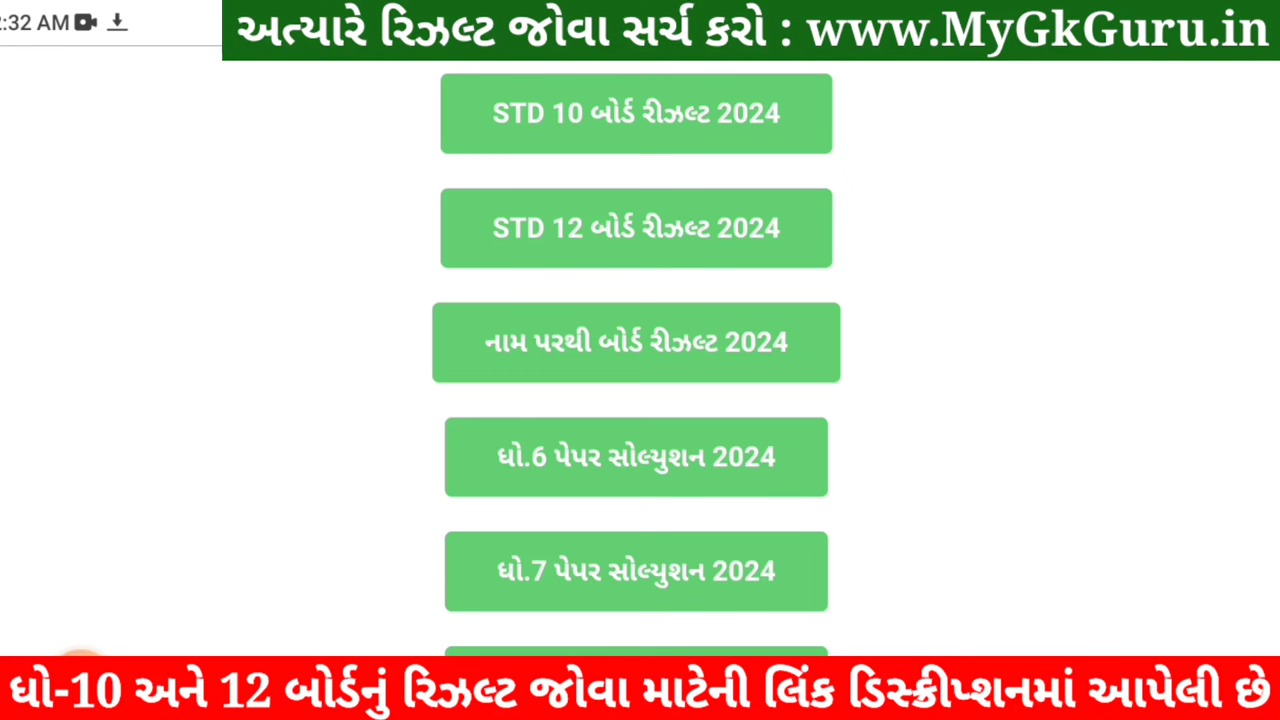 :32 AM
અત્યારે રિઝલ્ટ જોવા સર્ચ કરો : www.MyGkGuru.in
STD 10 બોર્ડ રીઝલ્ટ 2024
STD 12 બોર્ડ રીઝલ્ટ 2024
નામ પરથી બોર્ડ રીઝલ્ટ 2024
ધો.6 પેપર સોલ્યુશન 2024
ધો.7 પેપર સોલ્યુશન 2024
ધો-10 અને 12 બોર્ડનું રિઝલ્ટ જોવા માટેની લિંક ડિસ્ક્રીપ્શનમાં આપેલી છે